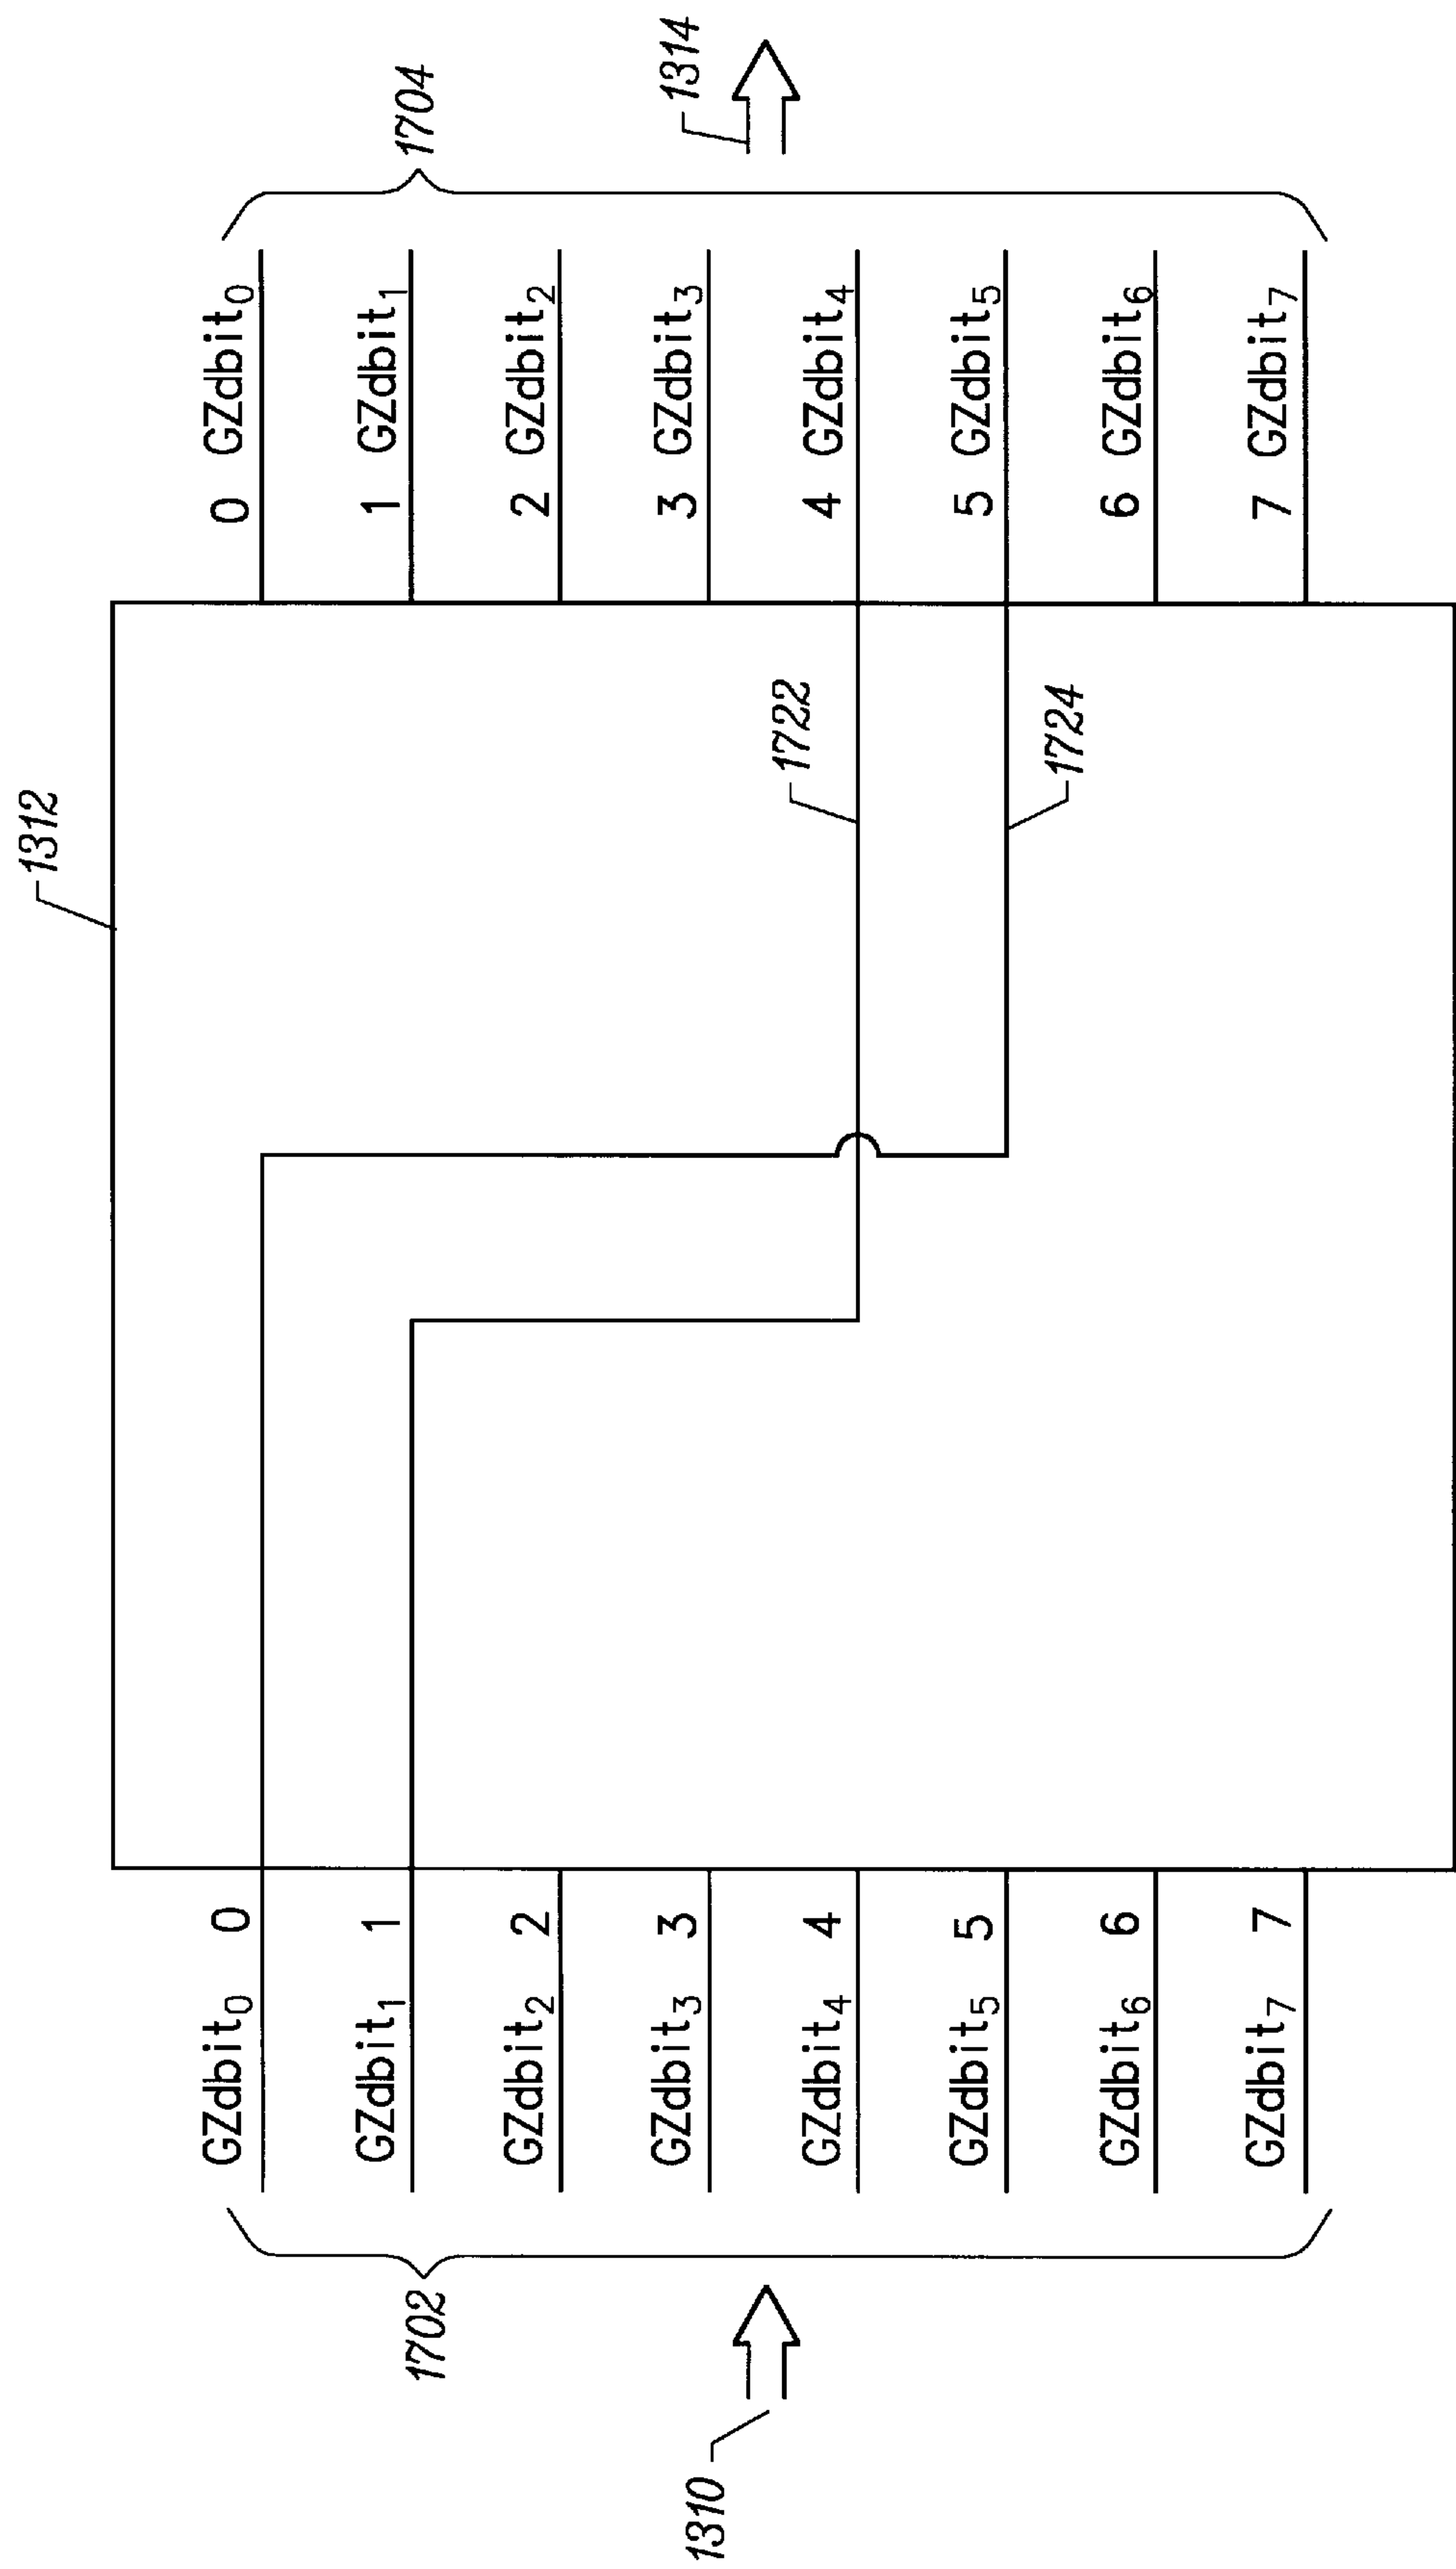 1312
1310
1702
GZdbit₀ 0
GZdbit₁ 1
GZdbit₂ 2
GZdbit₃ 3
GZdbit₄ 4
GZdbit₅ 5
GZdbit₆ 6
GZdbit₇ 7
1722
1724
0 GZdbit₀
1 GZdbit₁
2 GZdbit₂
3 GZdbit₃
4 GZdbit₄
5 GZdbit₅
6 GZdbit₆
7 GZdbit₇
1704
1314